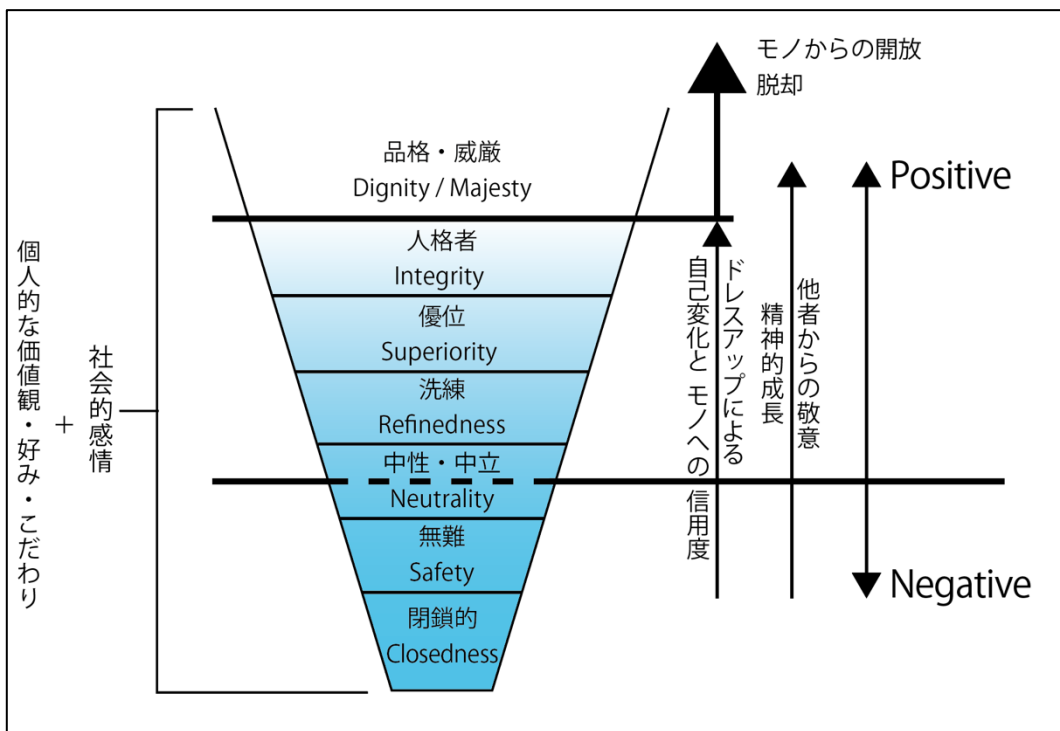 モノからの開放
脱却
品格・威厳
Dignity / Majesty
人格者
Integrity
優位
Superiority
洗練
Refinedness
中性・中立
Neutrality
無難
Safety
閉鎖的
Closedness
社会的感情
+
個人的な価値観・好み・こだわり
ドレスアップによる
自己変化と モノへの 信用度
他者からの敬意
精神的成長
Positive
Negative